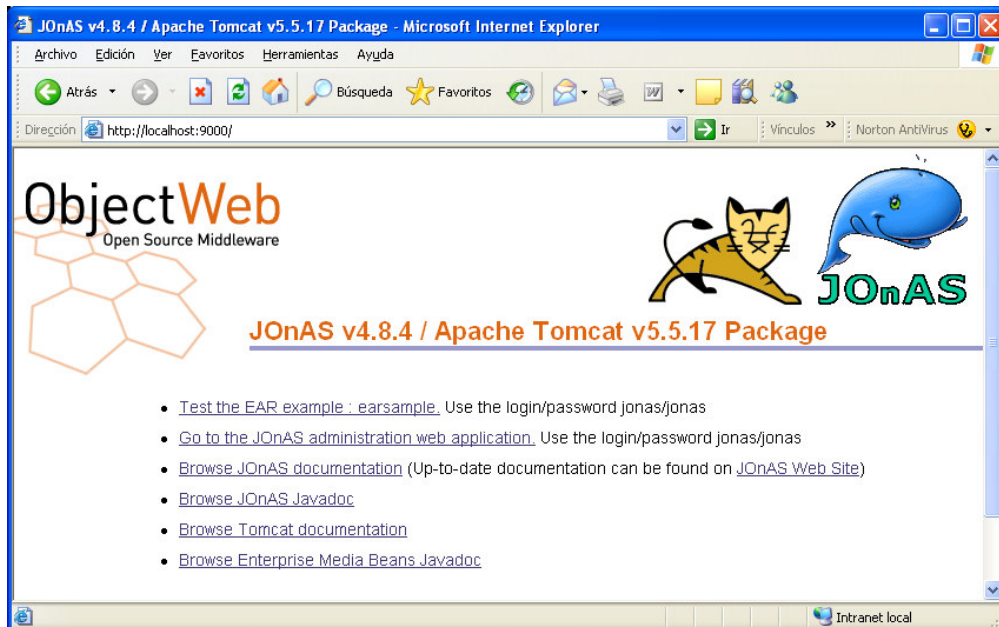 JOnAS v4.8.4 / Apache Tomcat v5.5.17 Package - Microsoft Internet Explorer
Archivo Edición Ver Favoritos Herramientas Ayuda
Atrás Búsqueda Favoritos
Dirección http://localhost:9000/ Ir Vínculos » Norton AntiVirus
ObjectWeb
Open Source Middleware
JOnAS
JOnAS v4.8.4 / Apache Tomcat v5.5.17 Package
• Test the EAR example : earsample. Use the login/password jonas/jonas
• Go to the JOnAS administration web application. Use the login/password jonas/jonas
• Browse JOnAS documentation (Up-to-date documentation can be found on JOnAS Web Site)
• Browse JOnAS Javadoc
• Browse Tomcat documentation
• Browse Enterprise Media Beans Javadoc
Intranet local